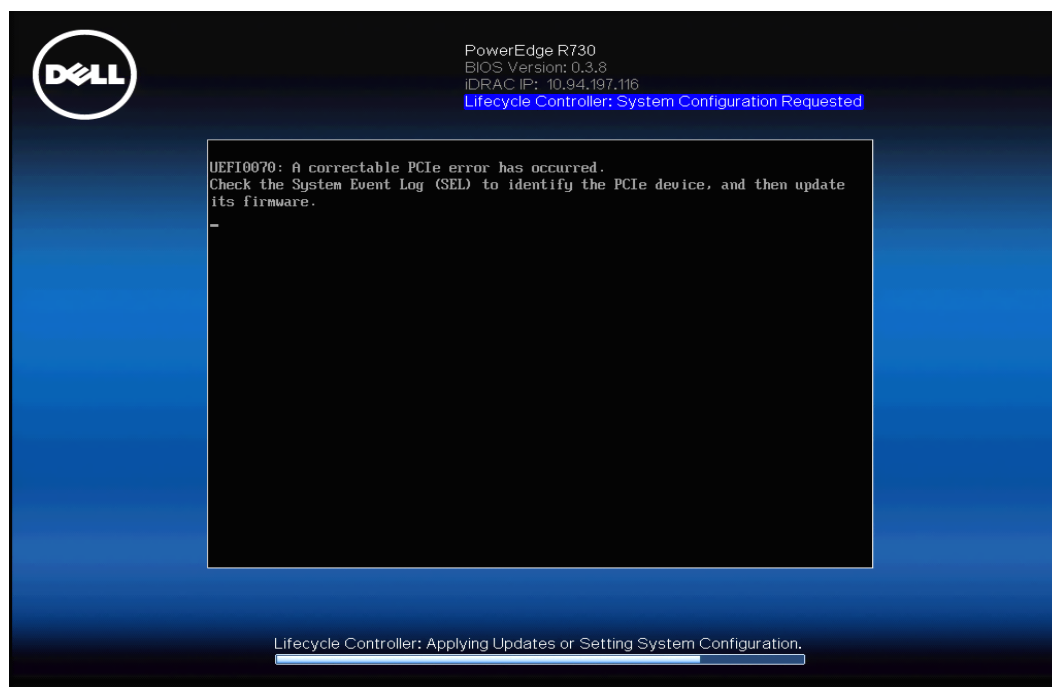 DELL
PowerEdge R730
BIOS Version: 0.3.8
iDRAC IP: 10.94.197.116
Lifecycle Controller: System Configuration Requested
UEFI0070: A correctable PCIe error has occurred.
Check the System Event Log (SEL) to identify the PCIe device, and then update
its firmware.
Lifecycle Controller: Applying Updates or Setting System Configuration.